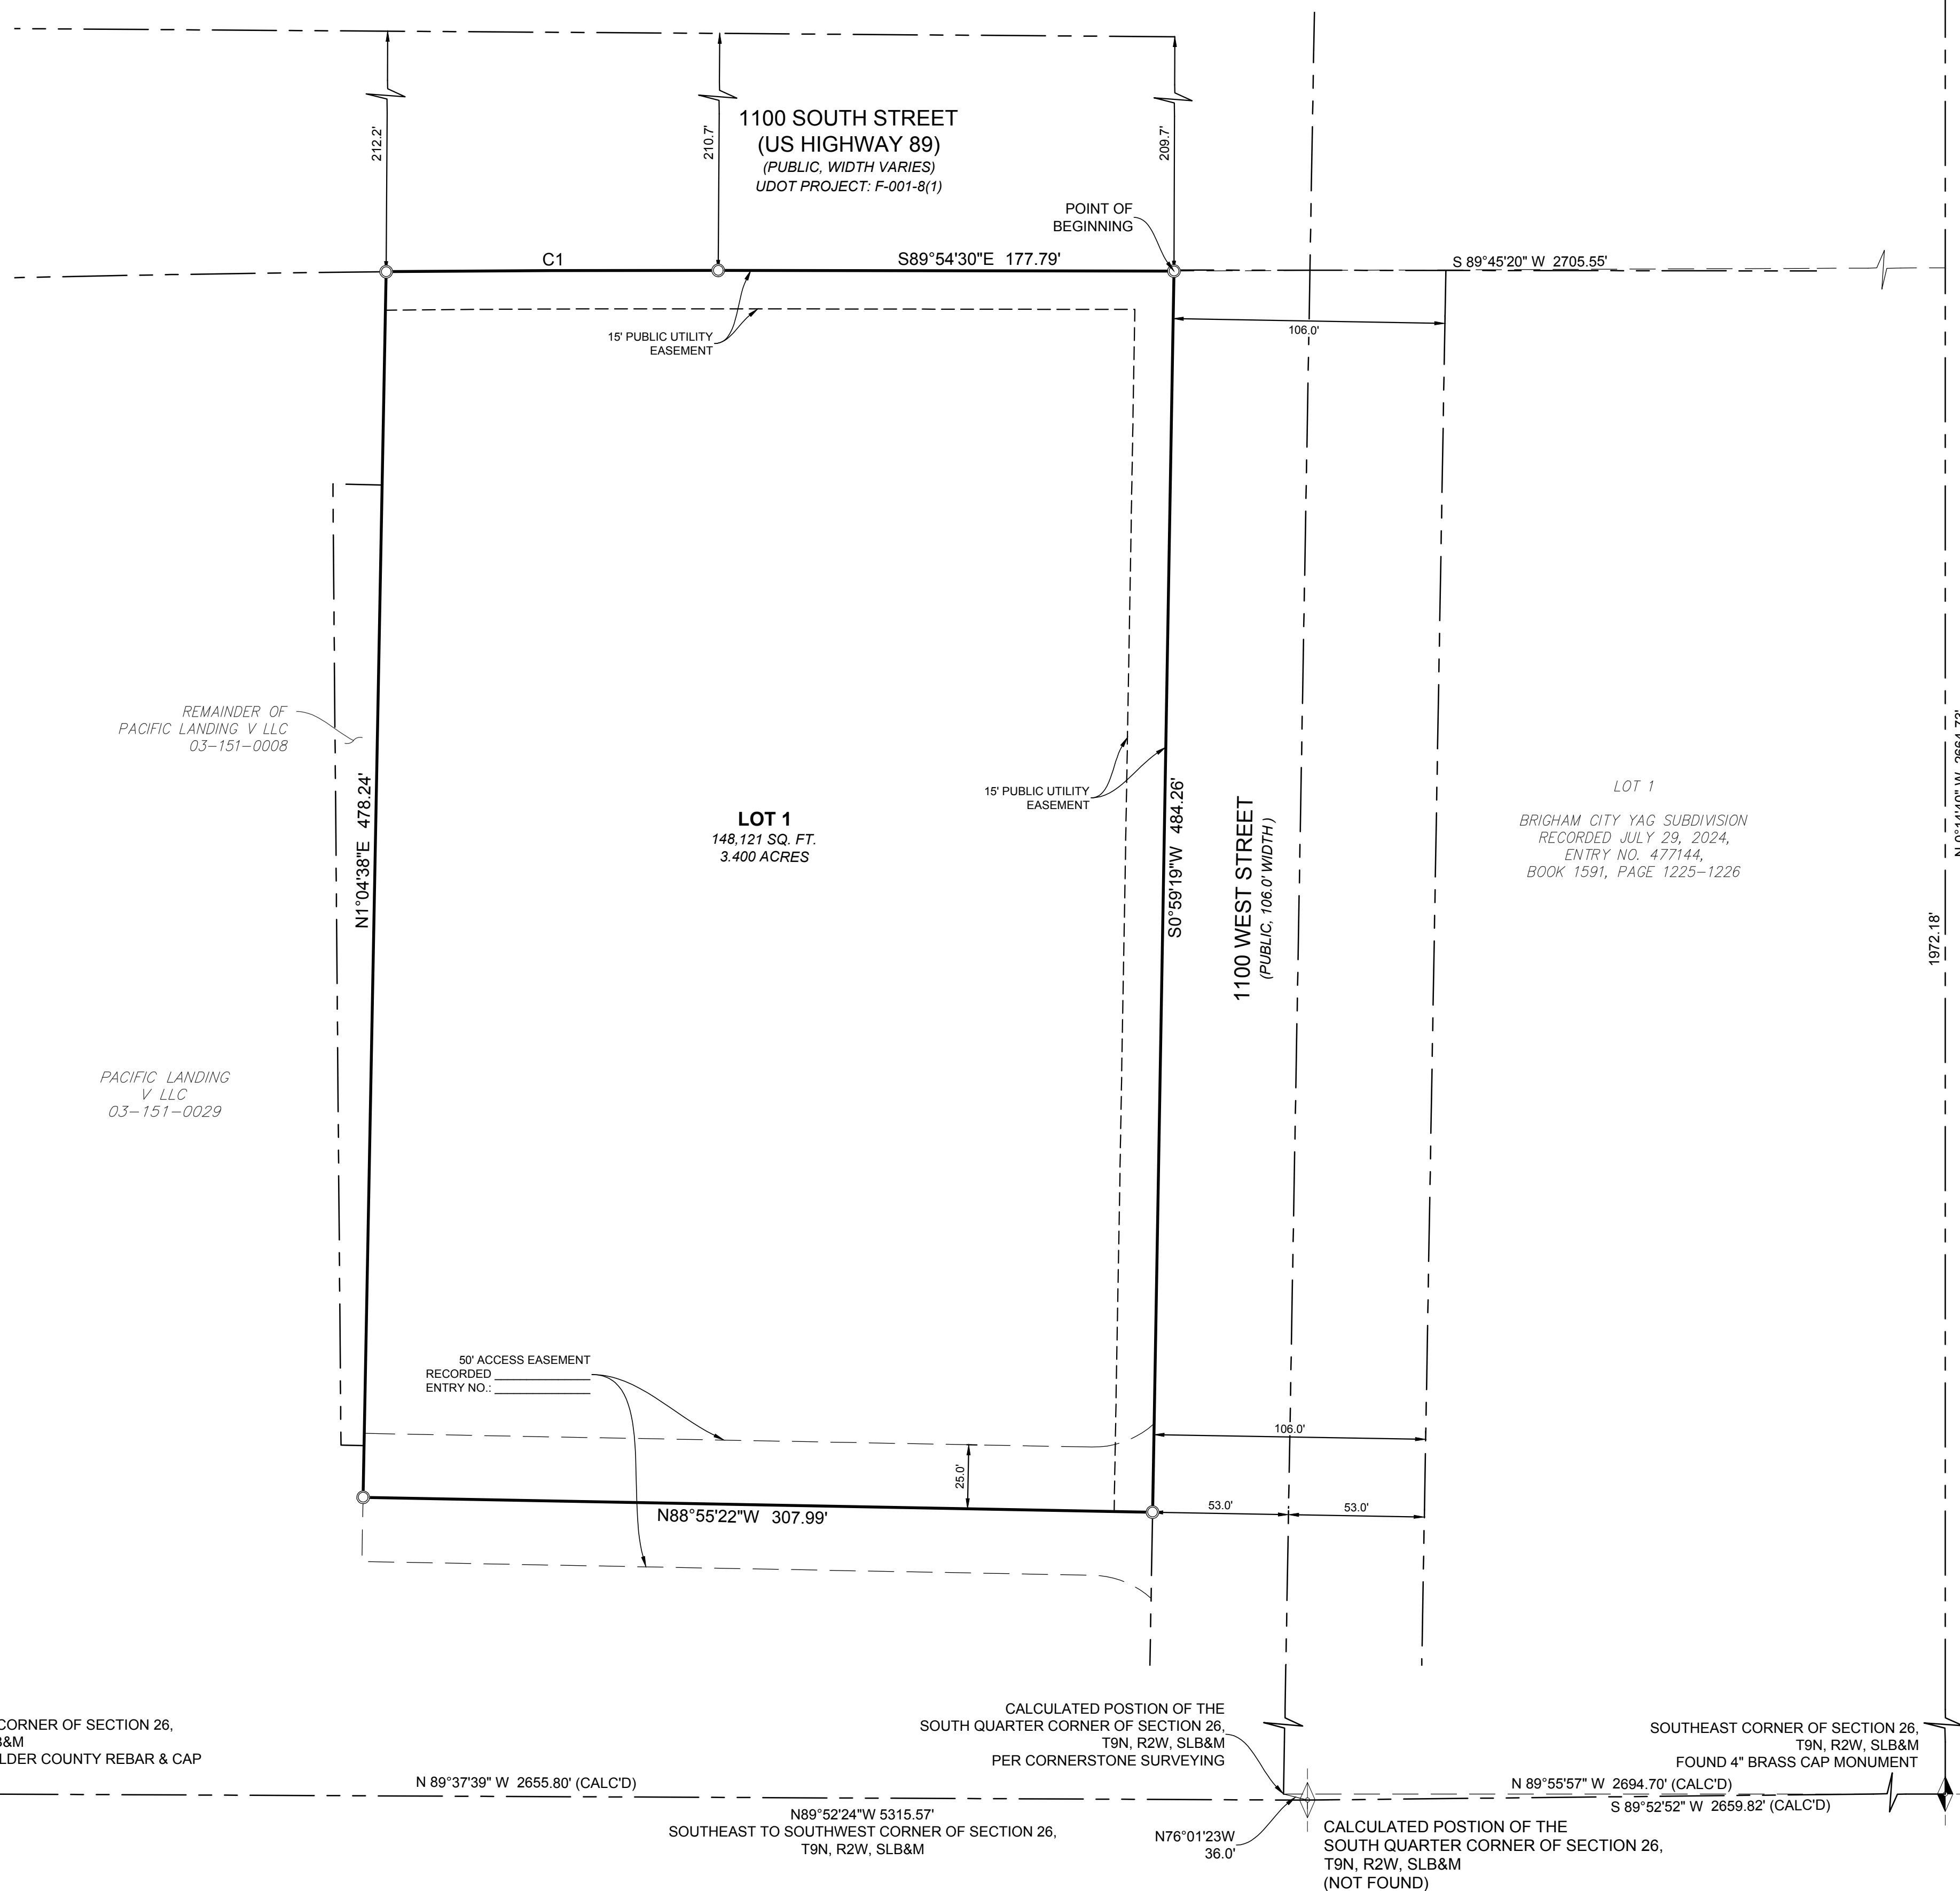 212.2'
210.7'
209.7'
1100 SOUTH STREET
(US HIGHWAY 89)
(PUBLIC, WIDTH VARIES)
UDOT PROJECT: F-001-8(1)
POINT OF
BEGINNING
C1
S89°54'30"E 177.79'
S 89°45'20" W 2705.55'
106.0'
15' PUBLIC UTILITY
EASEMENT
REMAINDER OF
PACIFIC LANDING V LLC
03-151-0008
N1°04'38"E 478.24'
LOT 1
148,121 SQ. FT.
3.400 ACRES
15' PUBLIC UTILITY
EASEMENT
S0°59'19"W 484.26'
1100 WEST STREET
(PUBLIC, 106.0' WIDTH )
LOT 1
BRIGHAM CITY YAG SUBDIVISION
RECORDED JULY 29, 2024,
ENTRY NO. 477144,
BOOK 1591, PAGE 1225-1226
1972.18'
PACIFIC LANDING
V LLC
03-151-0029
50' ACCESS EASEMENT
RECORDED
ENTRY NO.:
25.0'
106.0'
N88°55'22"W 307.99'
53.0'
53.0'
CORNER OF SECTION 26,
COUNTY REBAR & CAP
CALCULATED POSTION OF THE
SOUTH QUARTER CORNER OF SECTION 26,
T9N, R2W, SLB&M
PER CORNERSTONE SURVEYING
SOUTHEAST CORNER OF SECTION 26,
T9N, R2W, SLB&M
FOUND 4" BRASS CAP MONUMENT
N 89°37'39" W 2655.80' (CALC'D)
N 89°55'57" W 2694.70' (CALC'D)
S 89°52'52" W 2659.82' (CALC'D)
N89°52'24"W 5315.57'
SOUTHEAST TO SOUTHWEST CORNER OF SECTION 26,
T9N, R2W, SLB&M
N76°01'23W
36.0'
CALCULATED POSTION OF THE
SOUTH QUARTER CORNER OF SECTION 26,
T9N, R2W, SLB&M
(NOT FOUND)